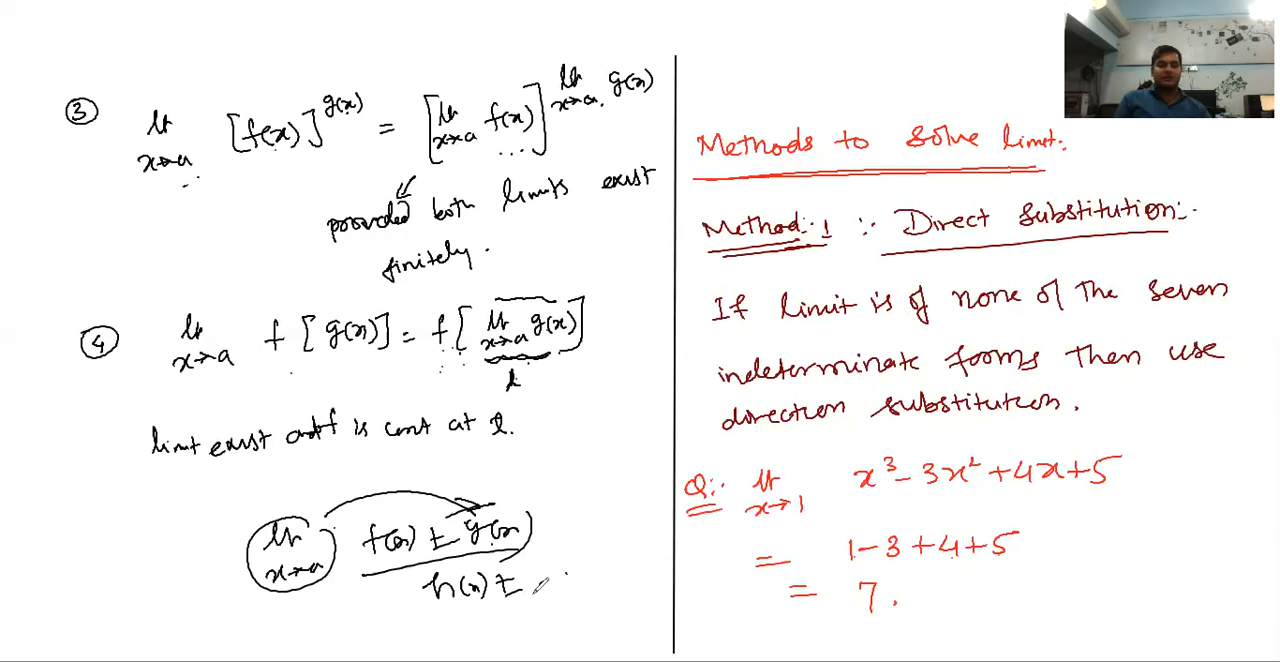 ③ lt x→a [f(x)]^g(x) = [lt x→a f(x)]^lt x→a g(x)
provided both limits exist
finitely.
④ lt x→a f[g(x)] = f[lt x→a g(x)]
l
limit exist and f is cont at l.
lt x→a f(x) ± g(x)
h(x) ±
Methods to Solve limit:
Method: 1 :- Direct Substitution:-
If limit is of none of the seven
indeterminate forms then use
direction substitution.
Q:- lt x→1 x³-3x²+4x+5
= 1-3+4+5
= 7.